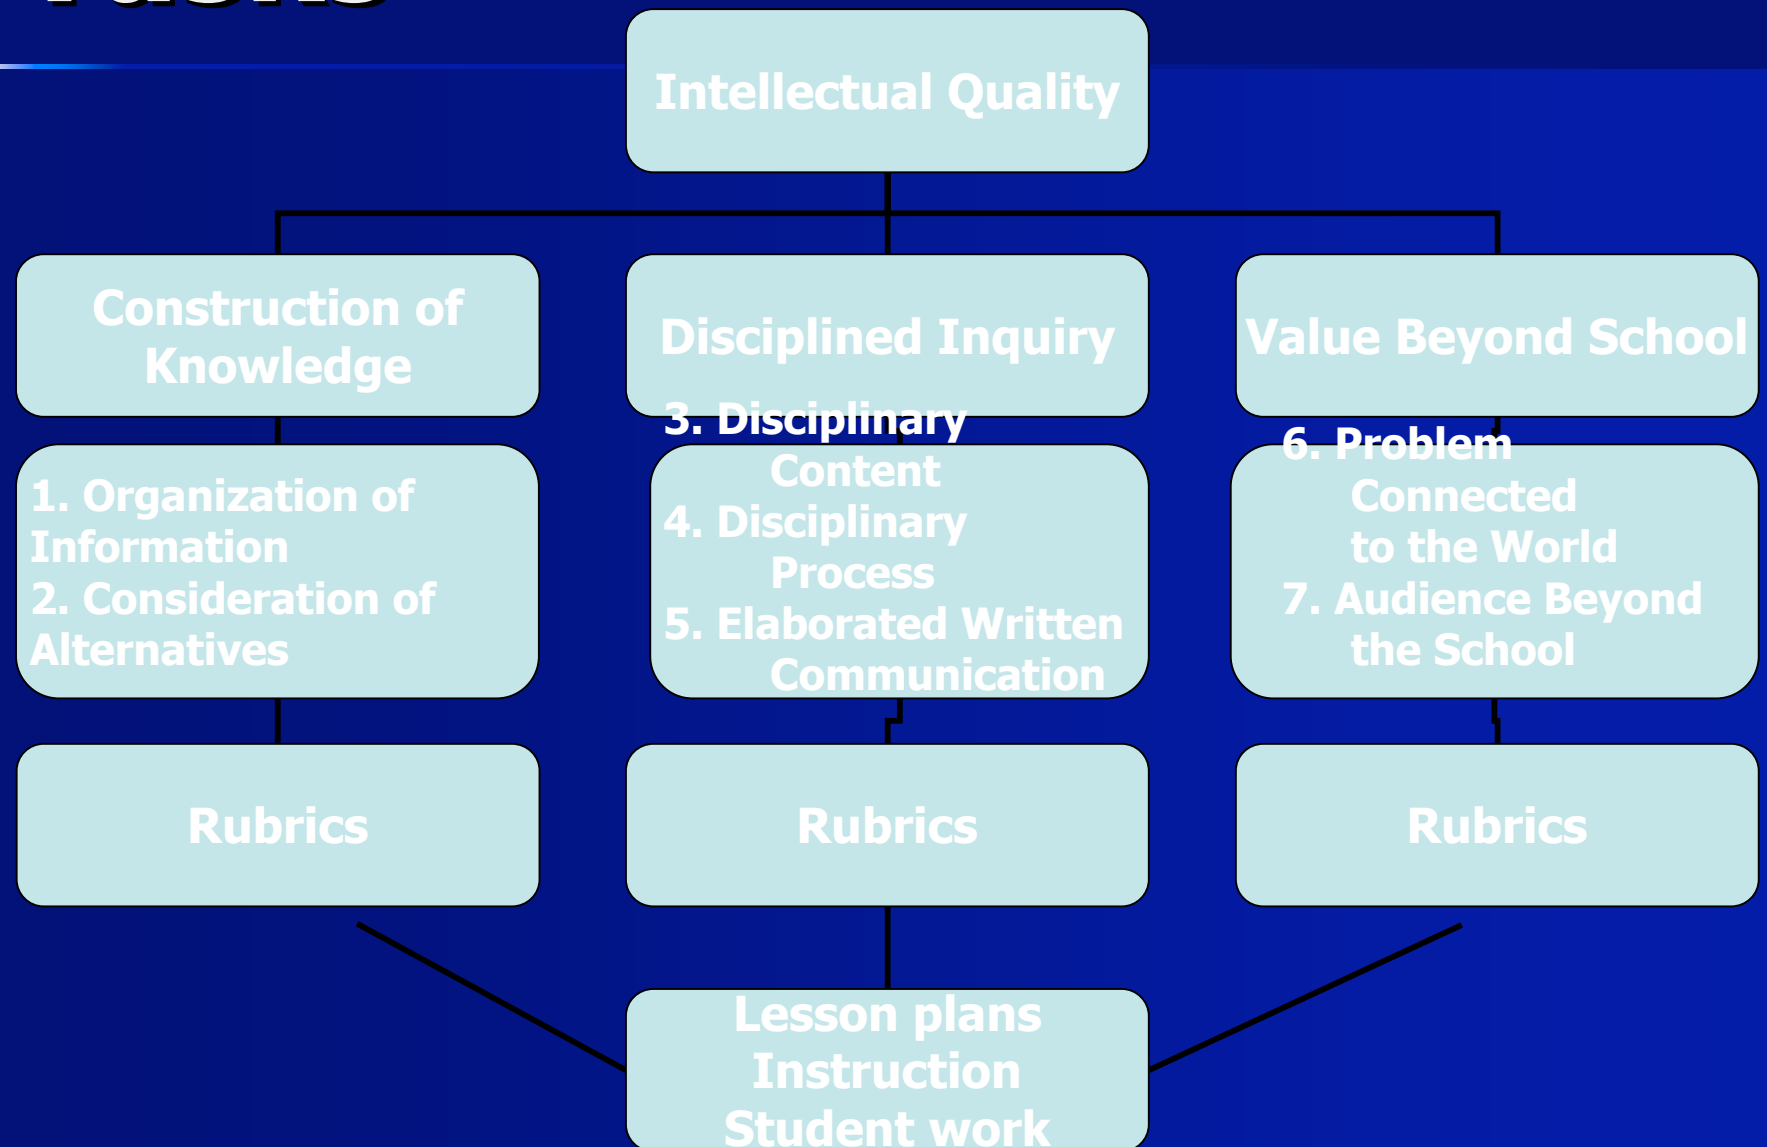 Intellectual Quality
Construction of
Knowledge
Disciplined Inquiry
Value Beyond School
1. Organization of
Information
2. Consideration of
Alternatives
3. Disciplinary
Content
4. Disciplinary
Process
5. Elaborated Written
Communication
6. Problem
Connected
to the World
7. Audience Beyond
the School
Rubrics
Rubrics
Rubrics
Lesson plans
Instruction
Student work